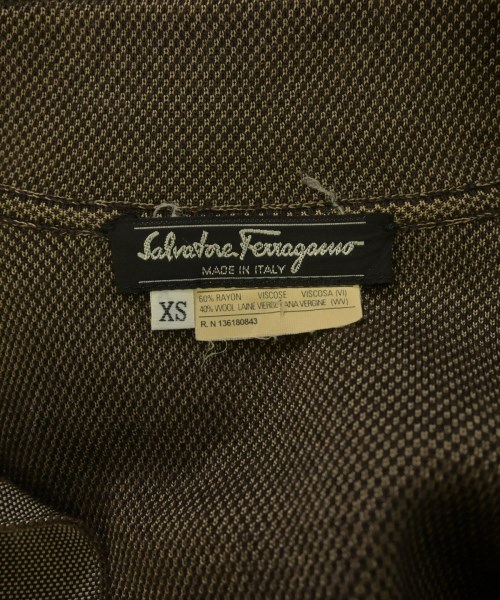 Salvatore Ferragamo
MADE IN ITALY
XS
60% RAYON VISCOSE VISCOSA (VI)
40% WOOL LAINE VIERGE LANA VERGINE (WV)
R. N 136180843